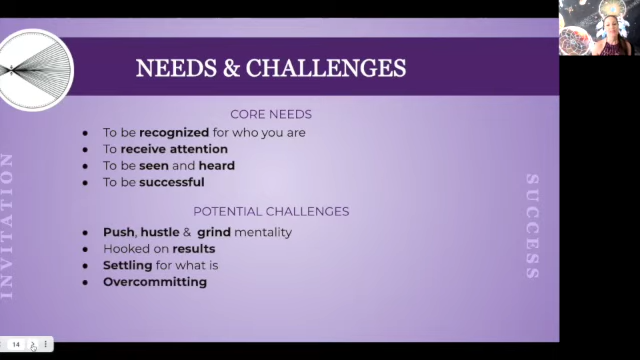 NEEDS & CHALLENGES
CORE NEEDS
To be recognized for who you are
To receive attention
To be seen and heard
To be successful
POTENTIAL CHALLENGES
Push, hustle & grind mentality
Hooked on results
Settling for what is
Overcommitting
INVITATION
SUCCESS
14